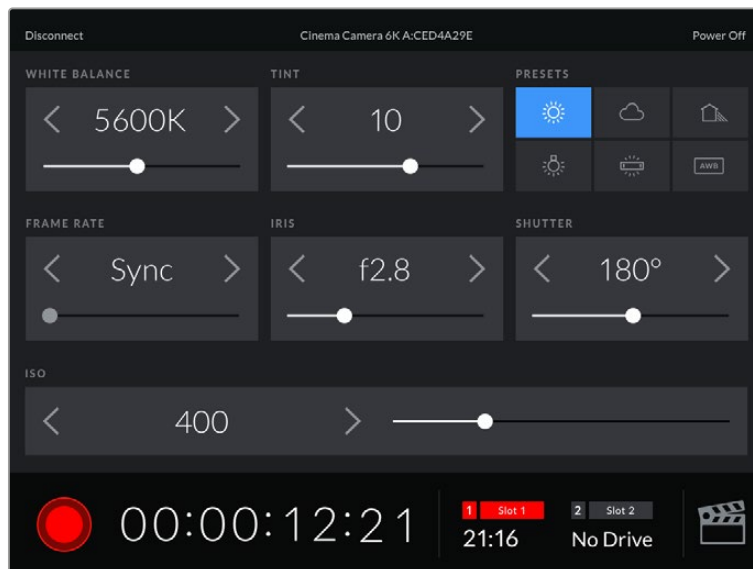 Disconnect
Cinema Camera 6K A:CED4A29E
Power Off
WHITE BALANCE
TINT
PRESETS
5600K
10
AWB
FRAME RATE
IRIS
SHUTTER
Sync
f2.8
180°
ISO
400
00:00:12:21
1 Slot 1
2 Slot 2
21:16
No Drive